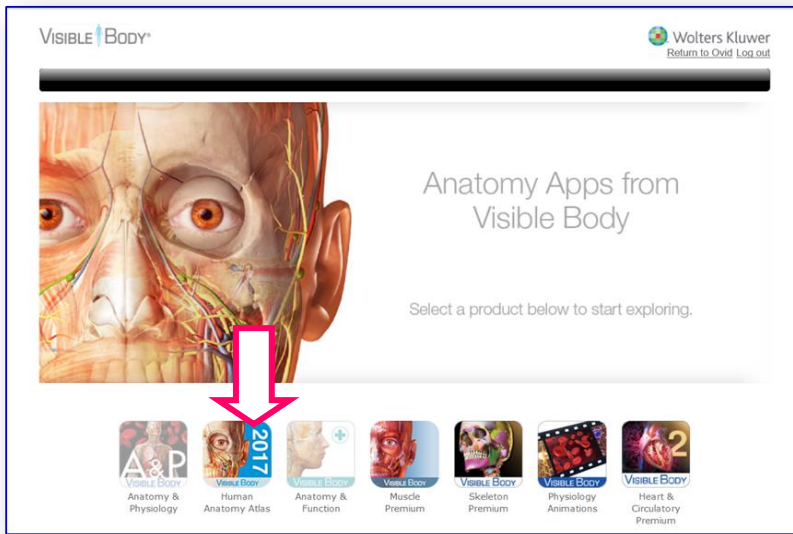 VISIBLE BODY®
Wolters Kluwer
Return to Ovid Log out
Anatomy Apps from
Visible Body
Select a product below to start exploring.
A&P
VISIBLE BODY
2017
VISIBLE BODY
VISIBLE BODY
VISIBLE BODY
VISIBLE BODY
VISIBLE BODY
2
VISIBLE BODY
Anatomy &
Physiology
Human
Anatomy Atlas
Anatomy &
Function
Muscle
Premium
Skeleton
Premium
Physiology
Animations
Heart &
Circulatory
Premium